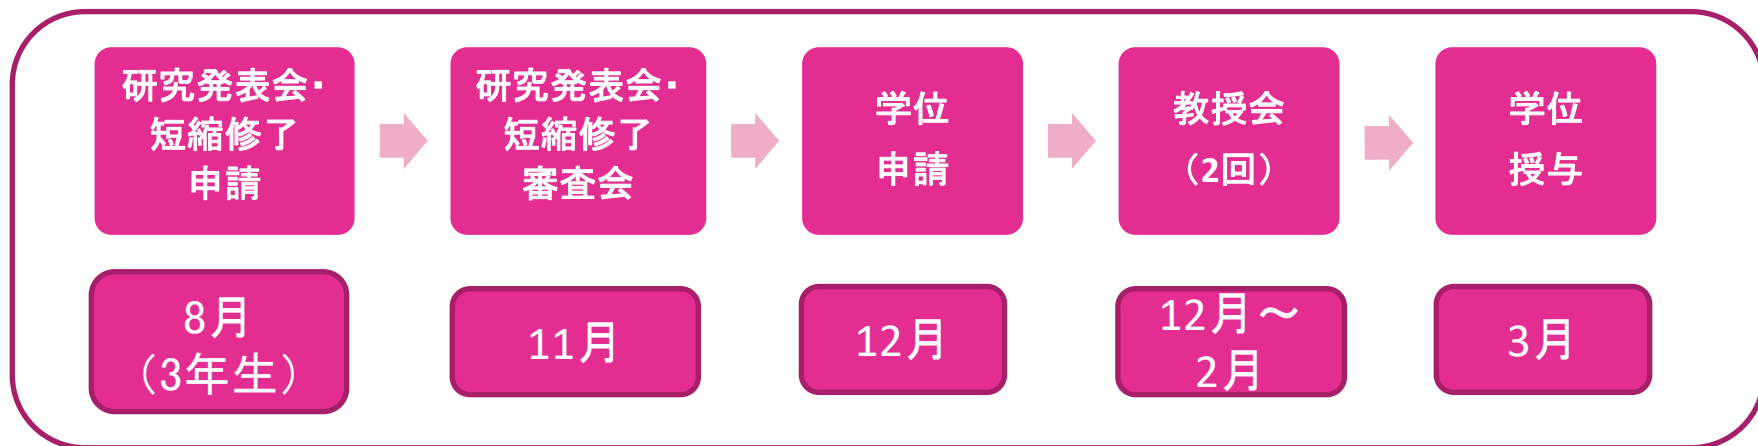 研究発表会・
短縮修了
申請
研究発表会・
短縮修了
審査会
学位
申請
教授会
（2回）
学位
授与
8月
（3年生）
11月
12月
12月～
2月
3月